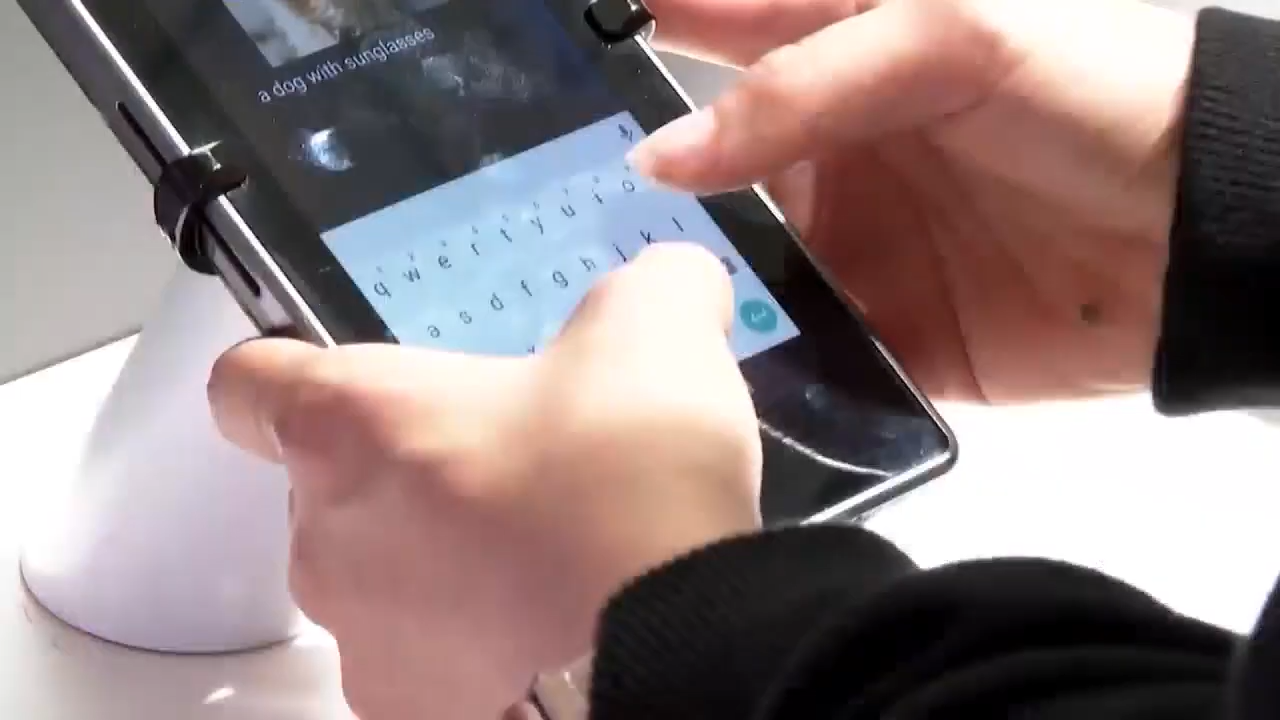 a dog with sunglasses
q w e r t y u i o
a s d f g h j k l